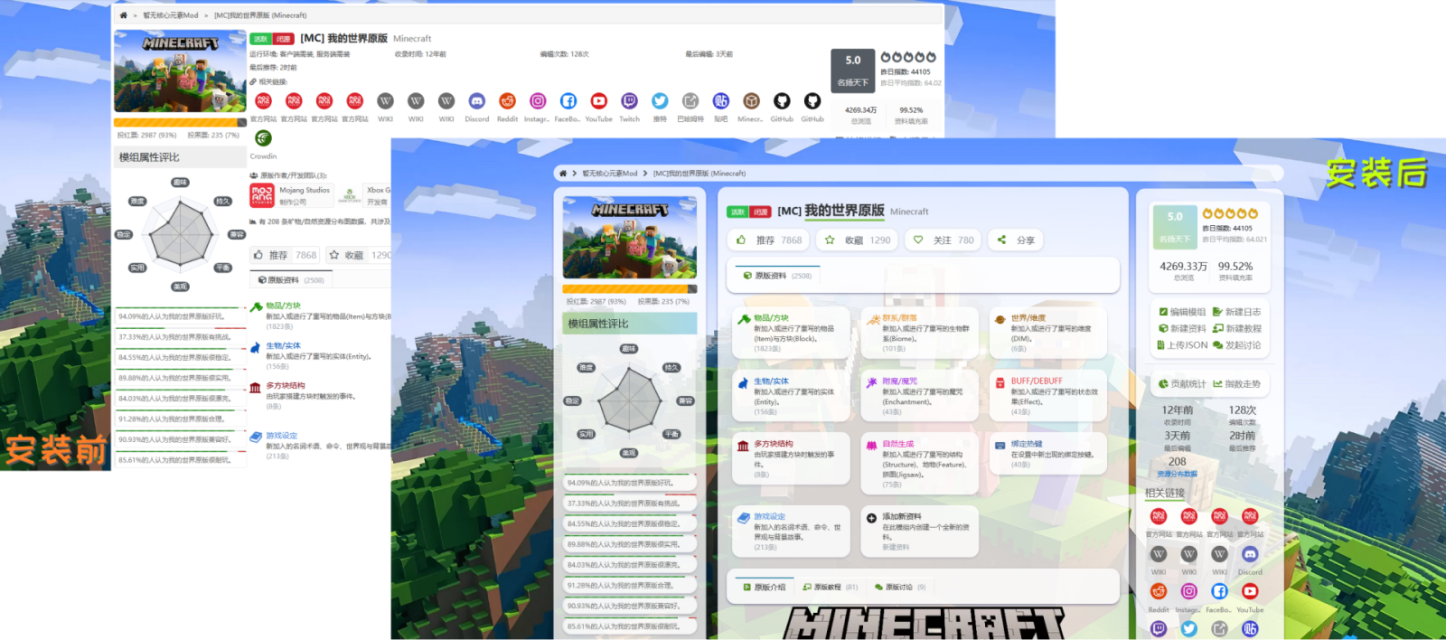 暂无核心元素Mod » [MC]我的世界原版 (Minecraft)
MINECRAFT
活跃 闭源 [MC] 我的世界原版 Minecraft
运行环境: 客户端需装, 服务端需装 收录时间: 12年前 编辑次数: 128次 最后编辑: 3天前
最后推荐: 2时前
相关链接:
官方网站 官方网站 官方网站 官方网站 WIKI WIKI WIKI Discord Reddit Instagr.. FaceBo.. YouTube Twitch 推特 巴哈姆特 贴吧 Minecr.. GitHub GitHub
Crowdin
5.0
名扬天下
昨日指数: 44105
昨日平均指数: 64.02
4269.34万 99.52%
总浏览 资料填充率
投红票: 2987 (93%) 投黑票: 235 (7%)
模组属性评比
趣味
难度 持久
稳定 兼容
实用 平衡
美观
原版作者/开发团队(3):
Mojang Studios
制作公司
Xbox G
开发商
有 208 条矿物/自然资源分布图数据, 共涉及
推荐 7868 收藏 1290
原版资料 (2508)
物品/方块
新加入或进行了重写的物品(Item)与方块(B
(1823条)
生物/实体
新加入或进行了重写的实体(Entity)。
(156条)
多方块结构
由玩家搭建方块时触发的事件。
(8条)
游戏设定
新加入的名词术语、命令、世界观与背景故
(213条)
94.09%的人认为我的世界原版好玩。
37.33%的人认为我的世界原版有挑战。
84.55%的人认为我的世界原版很稳定。
89.88%的人认为我的世界原版很实用。
84.03%的人认为我的世界原版很漂亮。
91.28%的人认为我的世界原版合理。
90.93%的人认为我的世界原版兼容好。
85.61%的人认为我的世界原版很耐玩。
安装前
安装后
暂无核心元素Mod [MC]我的世界原版 (Minecraft)
MINECRAFT
投红票: 2987 (93%) 投黑票: 235 (7%)
模组属性评比
趣味
难度 持久
稳定 兼容
实用 平衡
美观
94.09%的人认为我的世界原版好玩。
37.33%的人认为我的世界原版有挑战。
84.55%的人认为我的世界原版很稳定。
89.88%的人认为我的世界原版很实用。
84.03%的人认为我的世界原版很漂亮。
91.28%的人认为我的世界原版合理。
90.93%的人认为我的世界原版兼容好。
85.61%的人认为我的世界原版很耐玩。
活跃 闭源 [MC] 我的世界原版 Minecraft
推荐 7868 收藏 1290 关注 780 分享
原版资料 (2508)
物品/方块
新加入或进行了重写的物品
(Item)与方块(Block)。
(1823条)
群系/群落
新加入或进行了重写的生物群
系(Biome)。
(101条)
世界/维度
新加入或进行了重写的维度
(DIM)。
(6条)
生物/实体
新加入或进行了重写的实体
(Entity)。
(156条)
附魔/魔咒
新加入或进行了重写的魔咒
(Enchantment)。
(43条)
BUFF/DEBUFF
新加入或进行了重写的状态效
果(Effect)。
(43条)
多方块结构
由玩家搭建方块时触发的事
件。
(8条)
自然生成
新加入或进行了重写的结构
(Structure)、地物(Feature)、
拼图(Jigsaw)。
(75条)
绑定热键
在设置中新出现的绑定按键。
(40条)
游戏设定
新加入的名词术语、命令、世
界观与背景故事。
(213条)
添加新资料
在此模组内创建一个全新的资
料。
新建资料
原版介绍 原版教程 (81) 原版讨论 (9)
MINECRAFT
5.0
名扬天下
昨日指数: 44105
昨日平均指数: 64.021
4269.33万 99.52%
总浏览 资料填充率
编辑模组 新建日志
新建资料 新建教程
上传JSON 发起讨论
贡献统计 指数走势
12年前 128次
收录时间 编辑次数
3天前 2时前
最后编辑 最后推荐
208
资源分布数据
相关链接
官方网站 官方网站 官方网站 官方网站
WIKI WIKI WIKI Discord
Reddit Instagr.. FaceBo.. YouTube